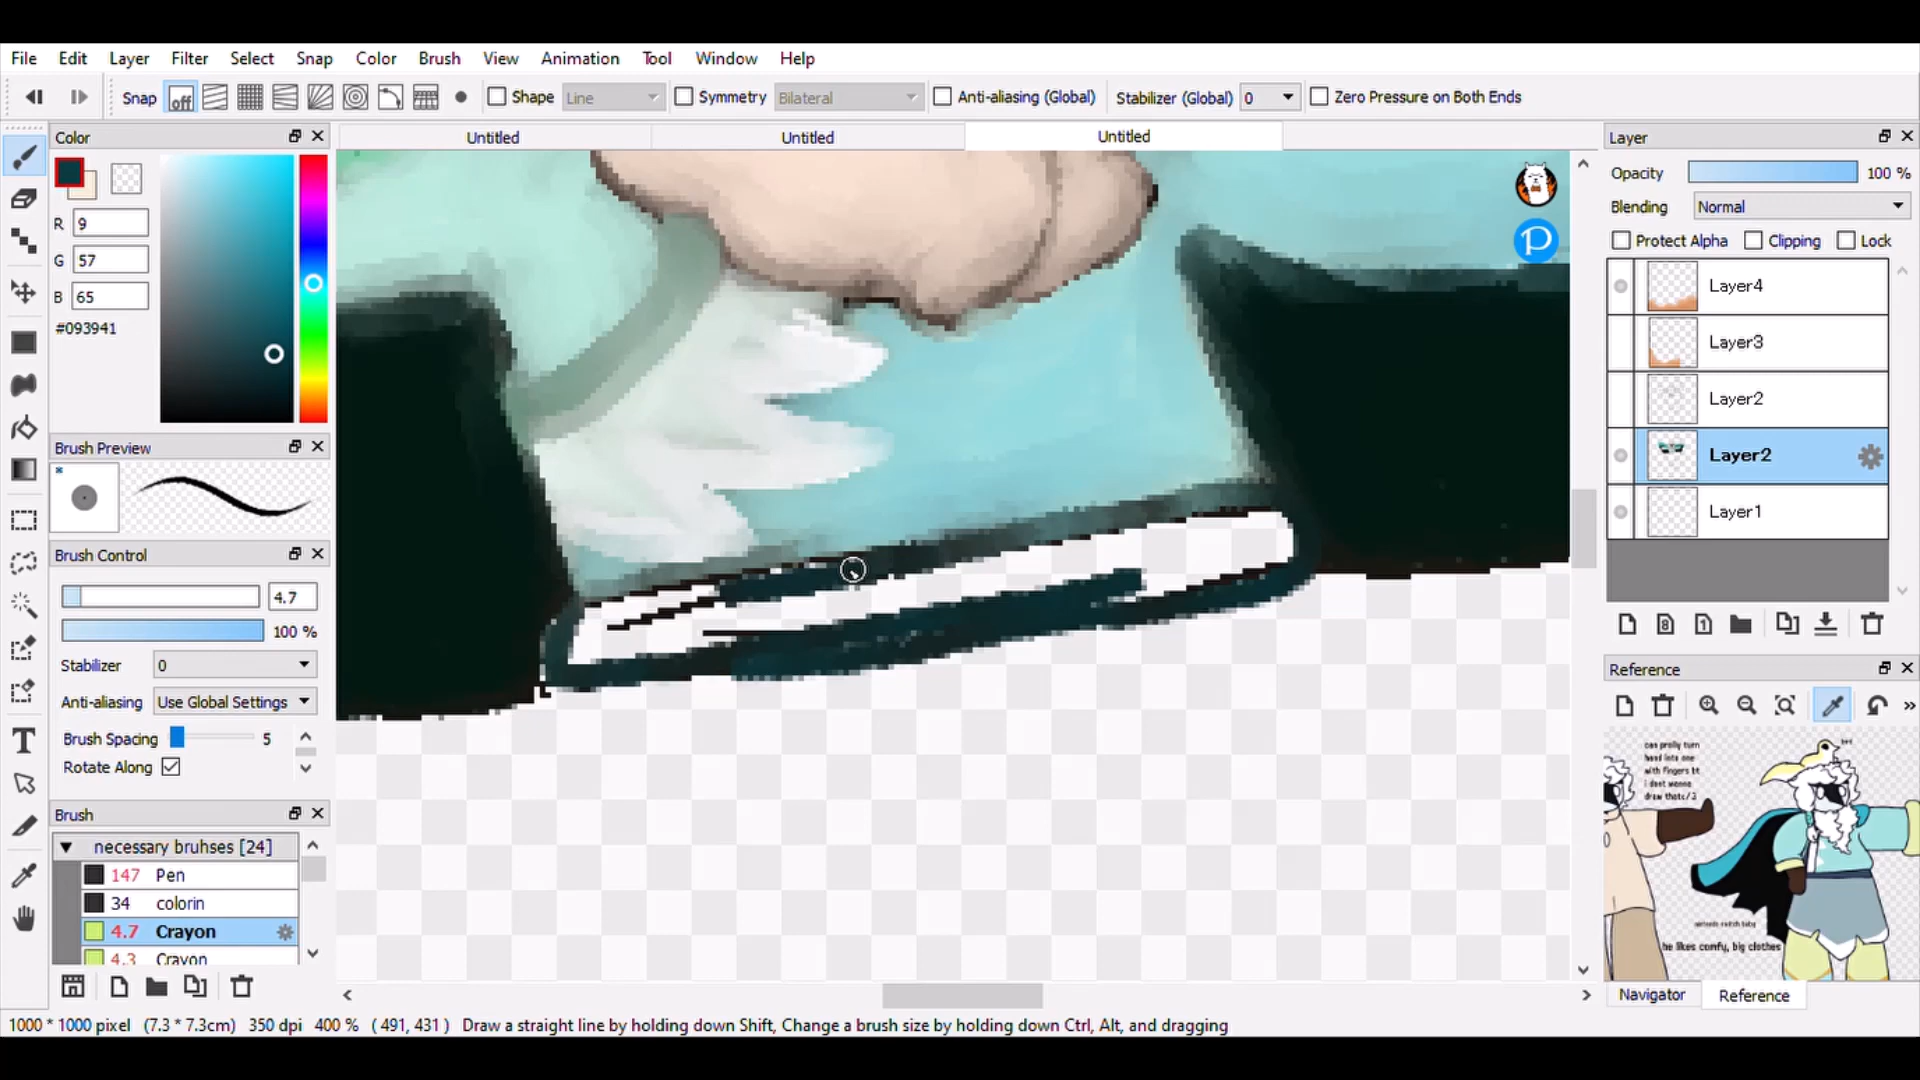 File Edit Layer Filter Select Snap Color Brush View Animation Tool Window Help
Snap off Shape Line Symmetry Bilateral Anti-aliasing (Global) Stabilizer (Global) 0 Zero Pressure on Both Ends
Color
Untitled Untitled Untitled
R 9
G 57
B 65
#093941
Brush Preview
*
Brush Control
4.7
100 %
Stabilizer 0
Anti-aliasing Use Global Settings
Brush Spacing 5
Rotate Along
Brush
necessary bruhses [24]
147 Pen
34 colorin
4.7 Crayon
4.3 Crayon
P
Layer
Opacity 100 %
Blending Normal
Protect Alpha Clipping Lock
Layer4
Layer3
Layer2
Layer2
Layer1
8 1
Reference
can prolly turn
hand into one
with fingers bt
i dont wanna
draw thatc/3
he likes comfy, big clothes
Navigator Reference
1000 * 1000 pixel (7.3 * 7.3cm) 350 dpi 400 % ( 491, 431 ) Draw a straight line by holding down Shift, Change a brush size by holding down Ctrl, Alt, and dragging